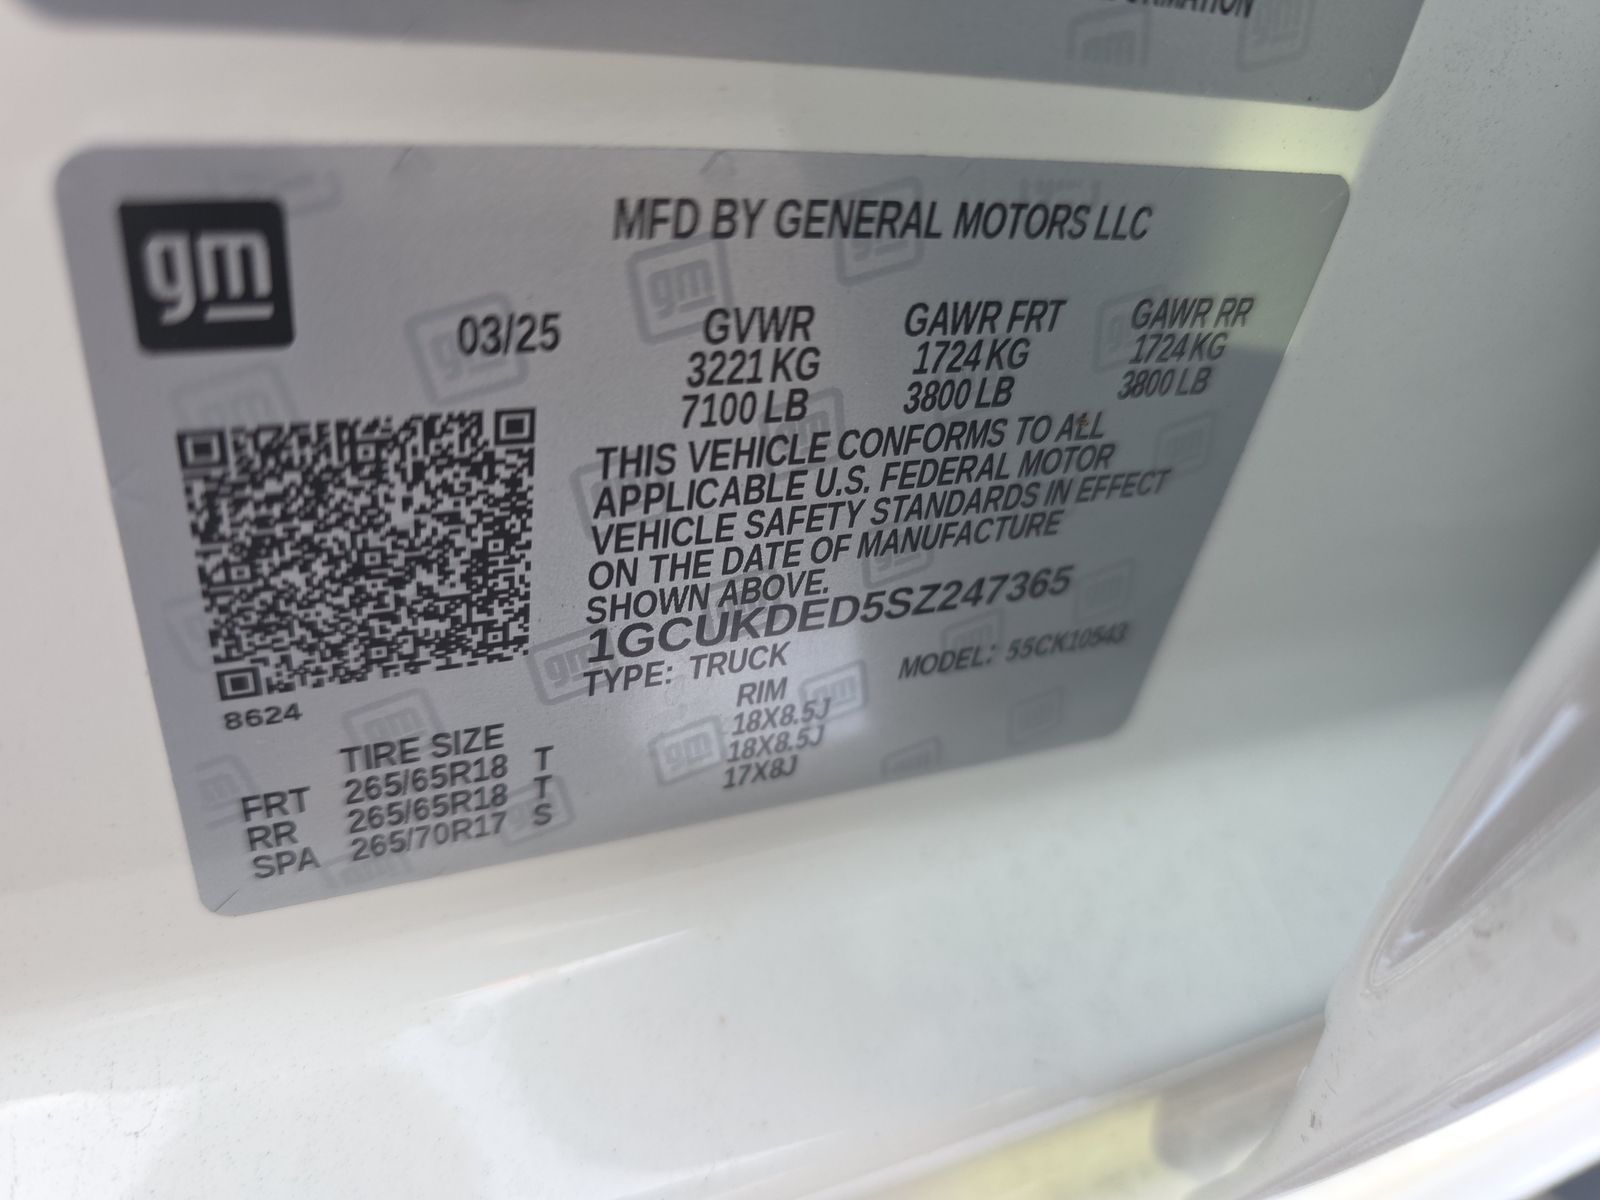 gm
MFD BY GENERAL MOTORS LLC
03/25 GVWR GAWR FRT GAWR RR
3221 KG 1724 KG 1724 KG
7100 LB 3800 LB 3800 LB
THIS VEHICLE CONFORMS TO ALL
APPLICABLE U.S. FEDERAL MOTOR
VEHICLE SAFETY STANDARDS IN EFFECT
ON THE DATE OF MANUFACTURE
SHOWN ABOVE.
1GCUKDED5SZ247365
TYPE: TRUCK MODEL: 55CK10543
8624
TIRE SIZE RIM
FRT 265/65R18 T 18X8.5J
RR 265/65R18 T 18X8.5J
SPA 265/70R17 S 17X8J